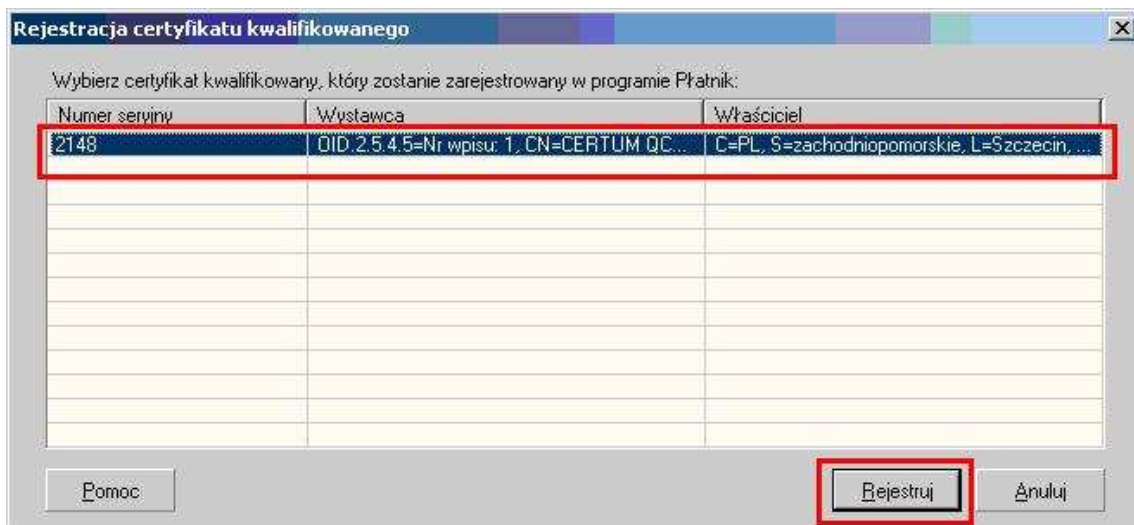 Rejestracja certyfikatu kwalifikowanego
Wybierz certyfikat kwalifikowany, który zostanie zarejestrowany w programie Płatnik:
Numer seryjny Wystawca Właściciel
2148 OID.2.5.4.5=Nr wpisu: 1, CN=CERTUM QC... C=PL, S=zachodniopomorskie, L=Szczecin, ...
Pomoc Rejestruj Anuluj